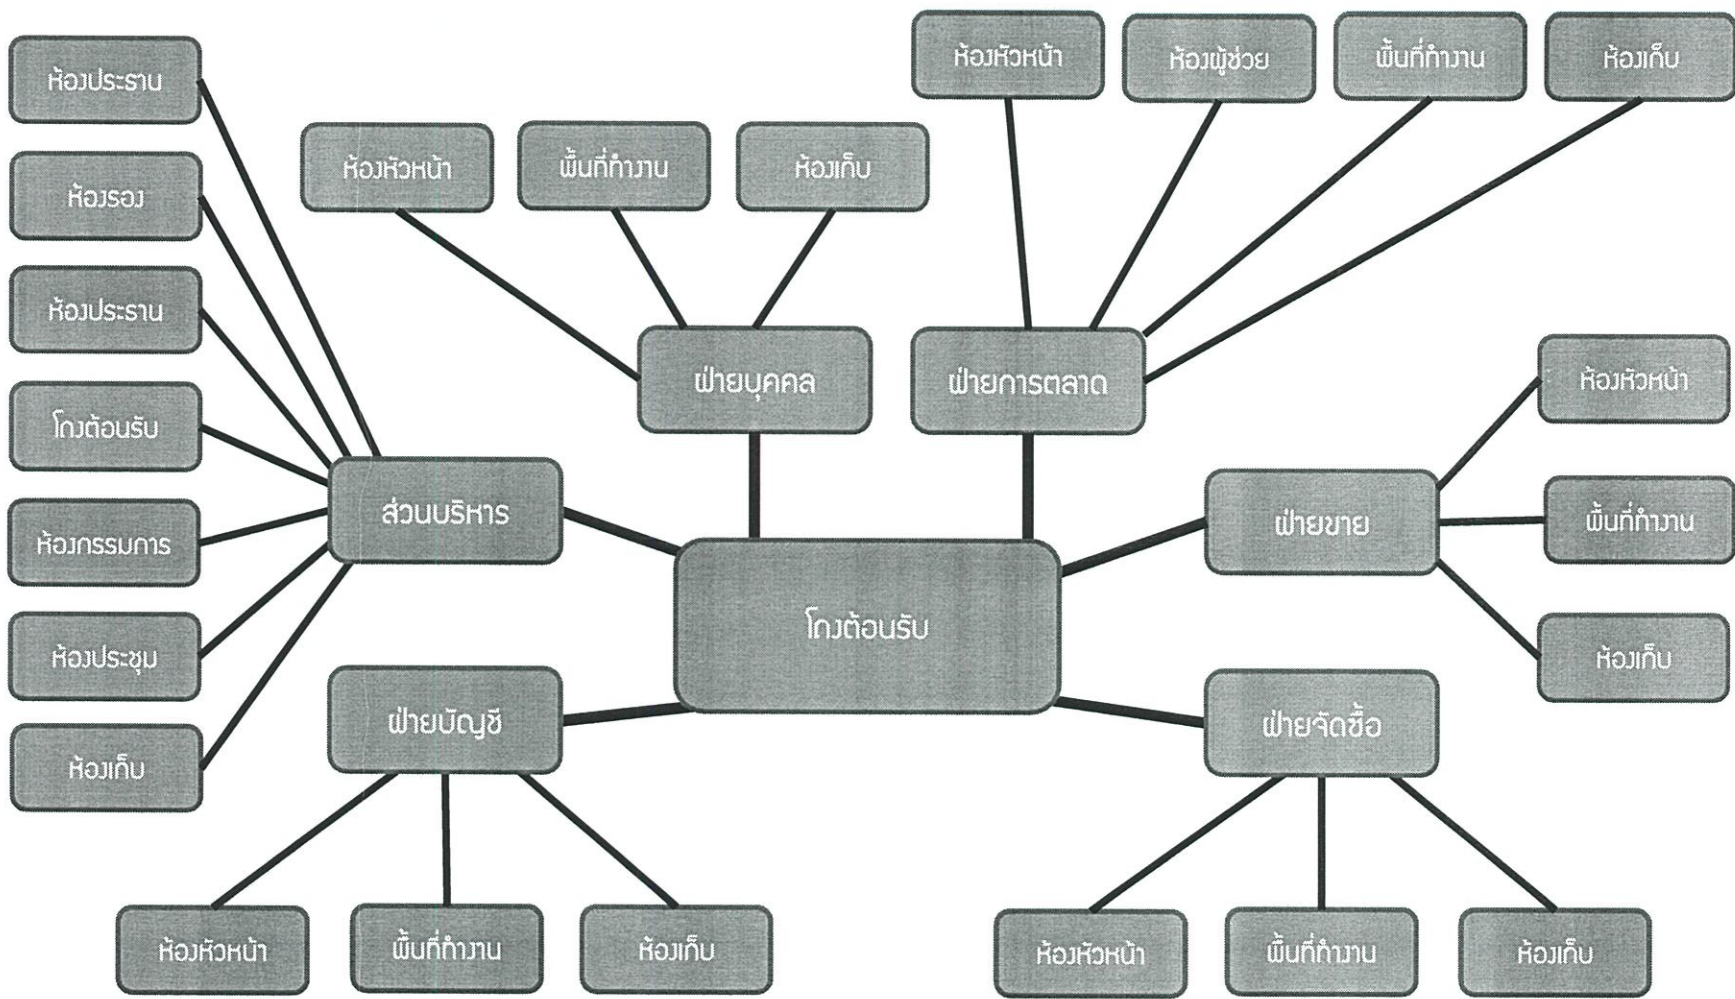 ห้องหัวหน้า
ห้องผู้ช่วย
พื้นที่ทำงาน
ห้องเก็บ
ห้องประธาน
ห้องหัวหน้า
พื้นที่ทำงาน
ห้องเก็บ
ห้องรอง
ห้องประธาน
ฝ่ายบุคคล
ฝ่ายการตลาด
ห้องหัวหน้า
โถงต้อนรับ
ส่วนบริหาร
ฝ่ายขาย
พื้นที่ทำงาน
ห้องกรรมการ
โถงต้อนรับ
ห้องประชุม
ห้องเก็บ
ฝ่ายบัญชี
ฝ่ายจัดซื้อ
ห้องเก็บ
ห้องหัวหน้า
พื้นที่ทำงาน
ห้องเก็บ
ห้องหัวหน้า
พื้นที่ทำงาน
ห้องเก็บ